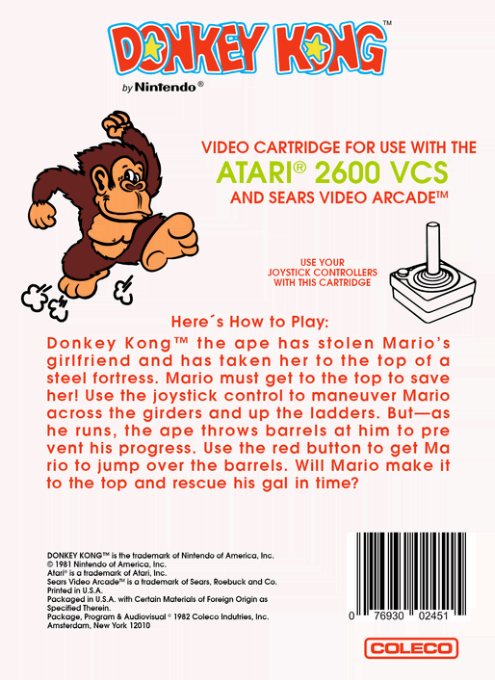 DONKEY KONG™
by Nintendo®
VIDEO CARTRIDGE FOR USE WITH THE
ATARI® 2600 VCS
AND SEARS VIDEO ARCADE™
USE YOUR
JOYSTICK CONTROLLERS
WITH THIS CARTRIDGE
Here´s How to Play:
Donkey Kong™ the ape has stolen Mario's
girlfriend and has taken her to the top of a
steel fortress. Mario must get to the top to save
her! Use the joystick control to maneuver Mario
across the girders and up the ladders. But—as
he runs, the ape throws barrels at him to pre
vent his progress. Use the red button to get Ma
rio to jump over the barrels. Will Mario make it
to the top and rescue his gal in time?
DONKEY KONG™ is the trademark of Nintendo of America, Inc.
© 1981 Nintendo of America, Inc.
Atari® is a trademark of Atari, Inc.
Sears Video Arcade™ is a trademark of Sears, Roebuck and Co.
Printed in U.S.A.
Packaged in U.S.A. with Certain Materials of Foreign Origin as
Specified Therein.
Package, Program & Audiovisual © 1982 Coleco Indutries, Inc.
Amsterdam, New York 12010
0 76930 02451
COLECO